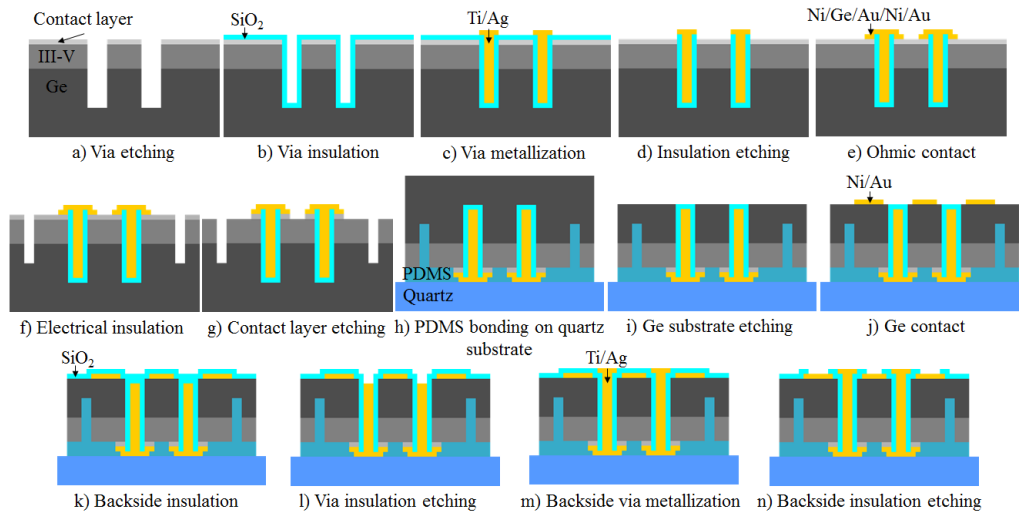 Contact layer
III-V
Ge
a) Via etching
SiO2
b) Via insulation
Ti/Ag
c) Via metallization
d) Insulation etching
Ni/Ge/Au/Ni/Au
e) Ohmic contact
f) Electrical insulation
g) Contact layer etching
PDMS
Quartz
h) PDMS bonding on quartz
substrate
i) Ge substrate etching
Ni/Au
j) Ge contact
SiO2
k) Backside insulation
l) Via insulation etching
Ti/Ag
m) Backside via metallization
n) Backside insulation etching